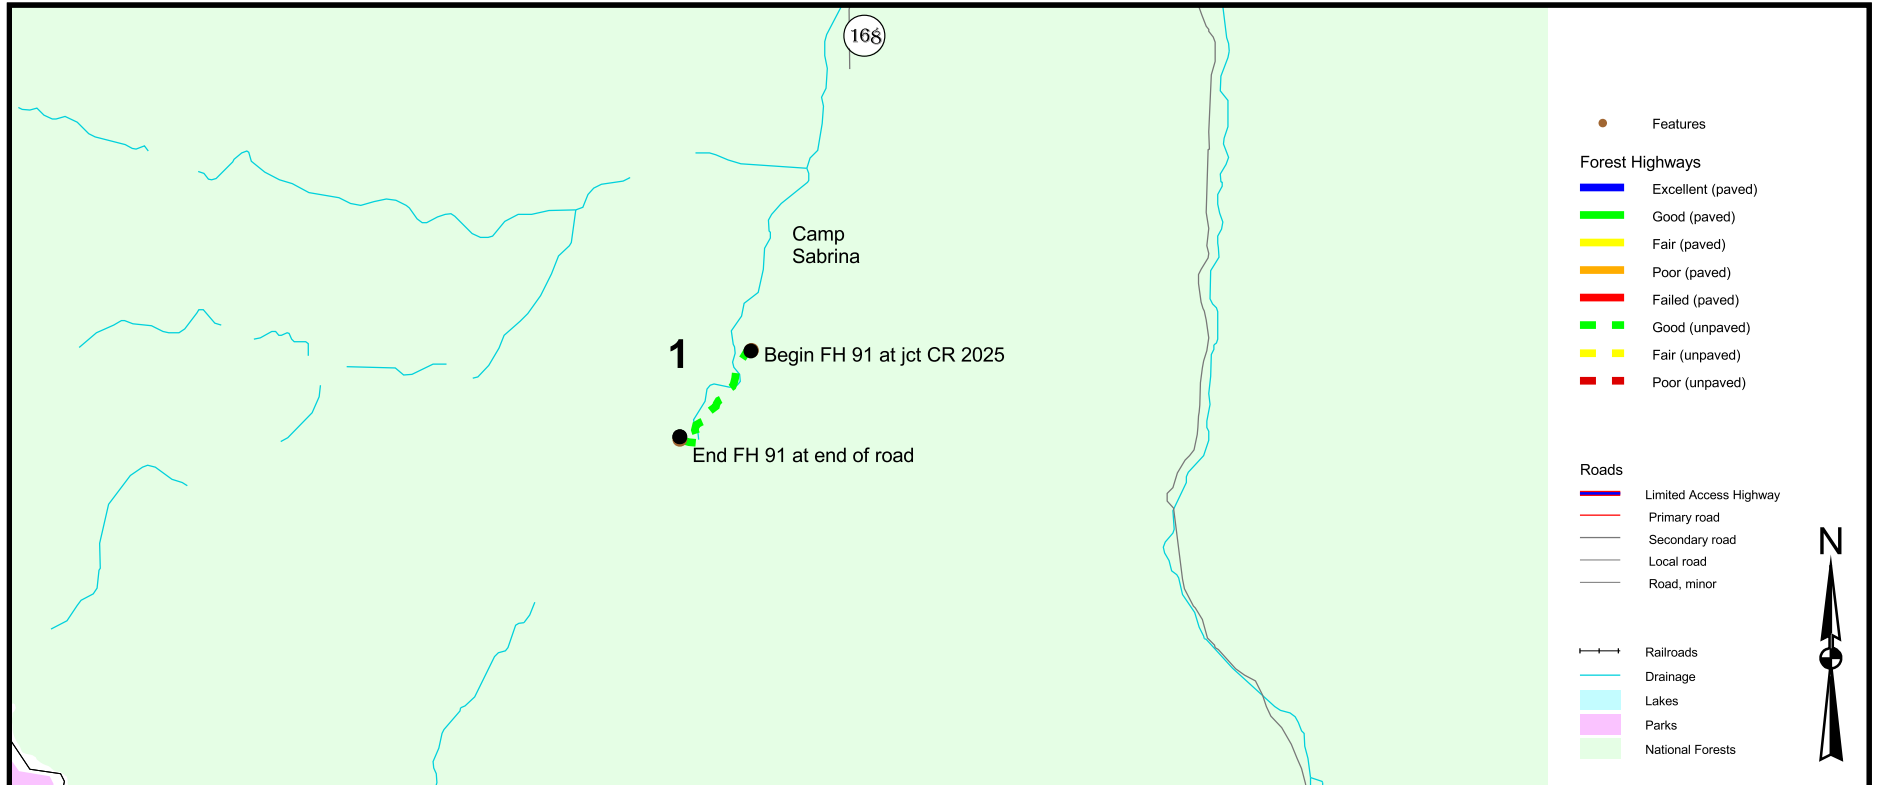 168
Camp
Sabrina
1
Begin FH 91 at jct CR 2025
End FH 91 at end of road
Features
Forest Highways
Excellent (paved)
Good (paved)
Fair (paved)
Poor (paved)
Failed (paved)
Good (unpaved)
Fair (unpaved)
Poor (unpaved)
Roads
Limited Access Highway
Primary road
Secondary road
Local road
Road, minor
N
Railroads
Drainage
Lakes
Parks
National Forests